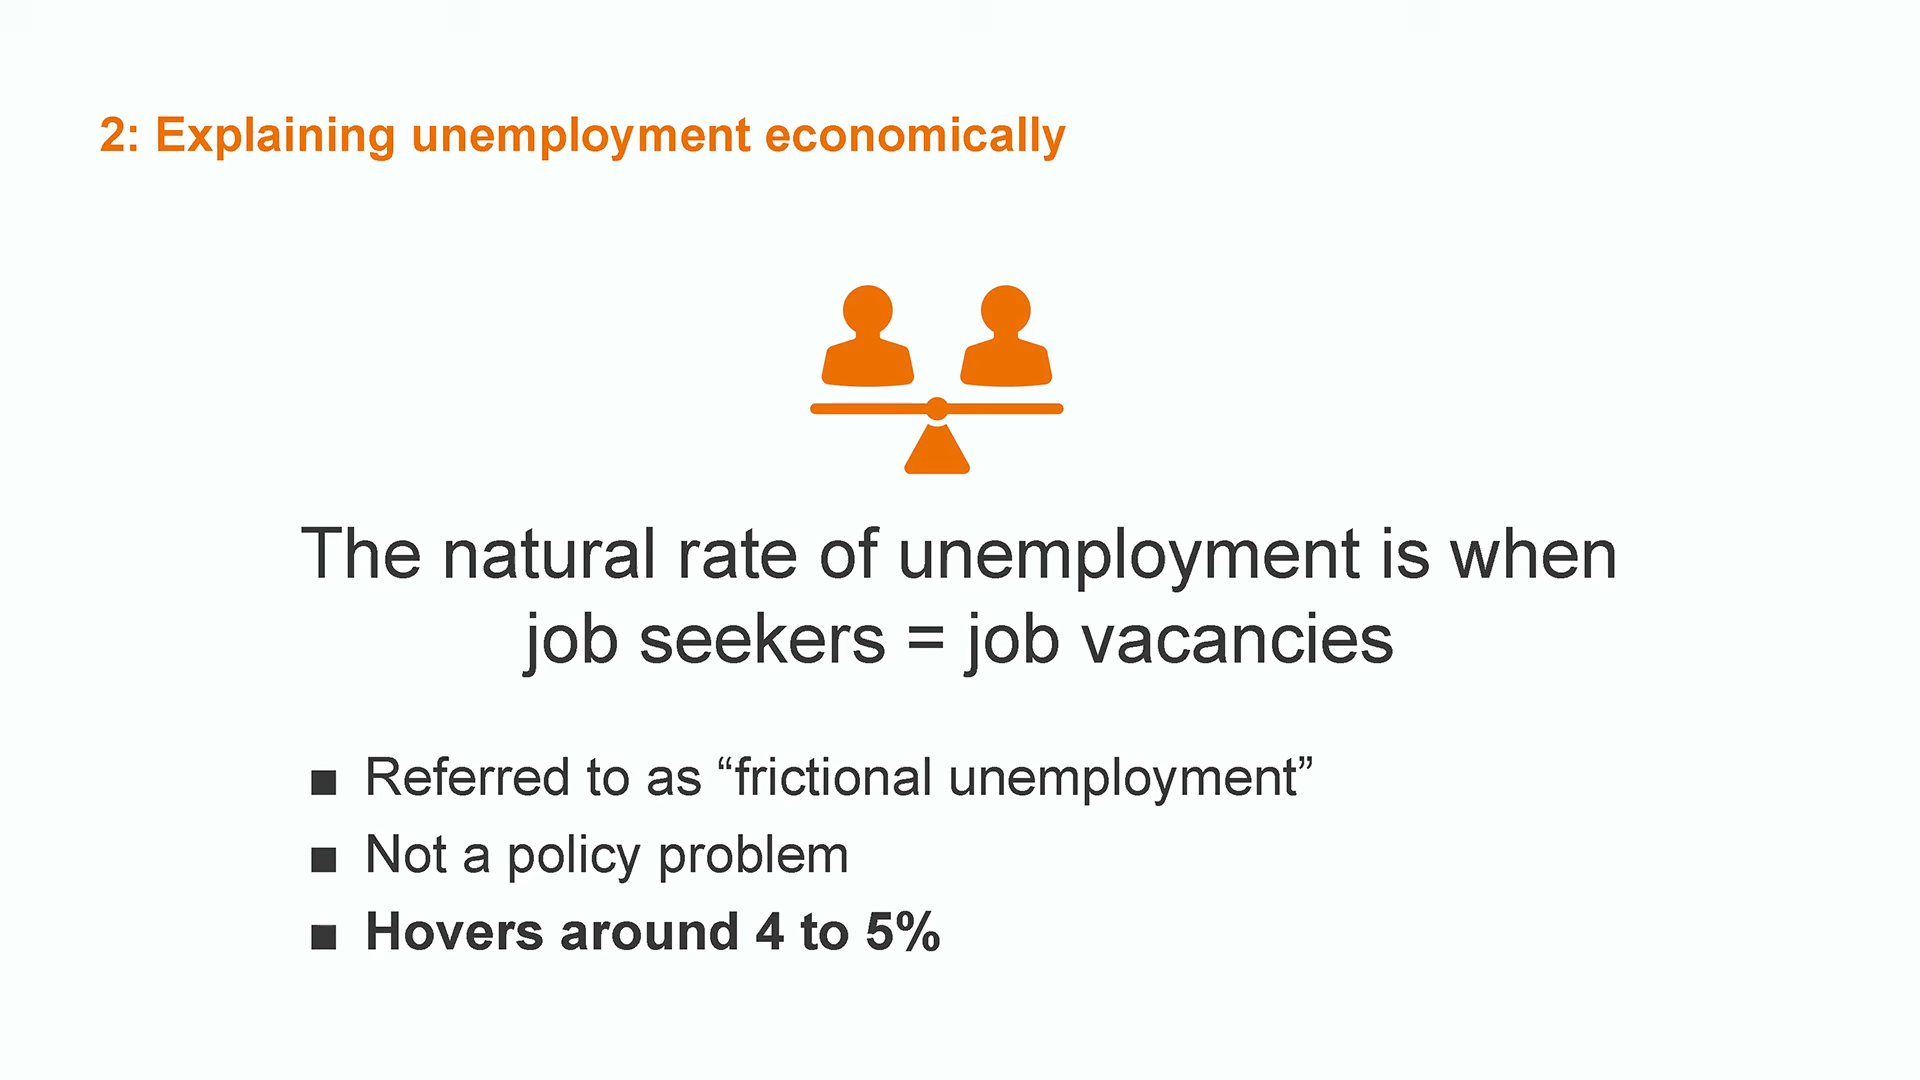 2: Explaining unemployment economically
The natural rate of unemployment is when
job seekers = job vacancies
■ Referred to as “frictional unemployment”
■ Not a policy problem
■ Hovers around 4 to 5%